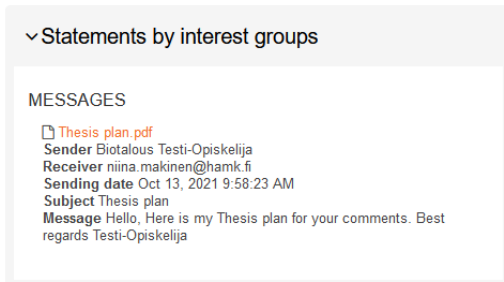 Statements by interest groups
MESSAGES
Thesis plan.pdf
Sender Biotalous Testi-Opiskelija
Receiver niina.makinen@hamk.fi
Sending date Oct 13, 2021 9:58:23 AM
Subject Thesis plan
Message Hello, Here is my Thesis plan for your comments. Best
regards Testi-Opiskelija